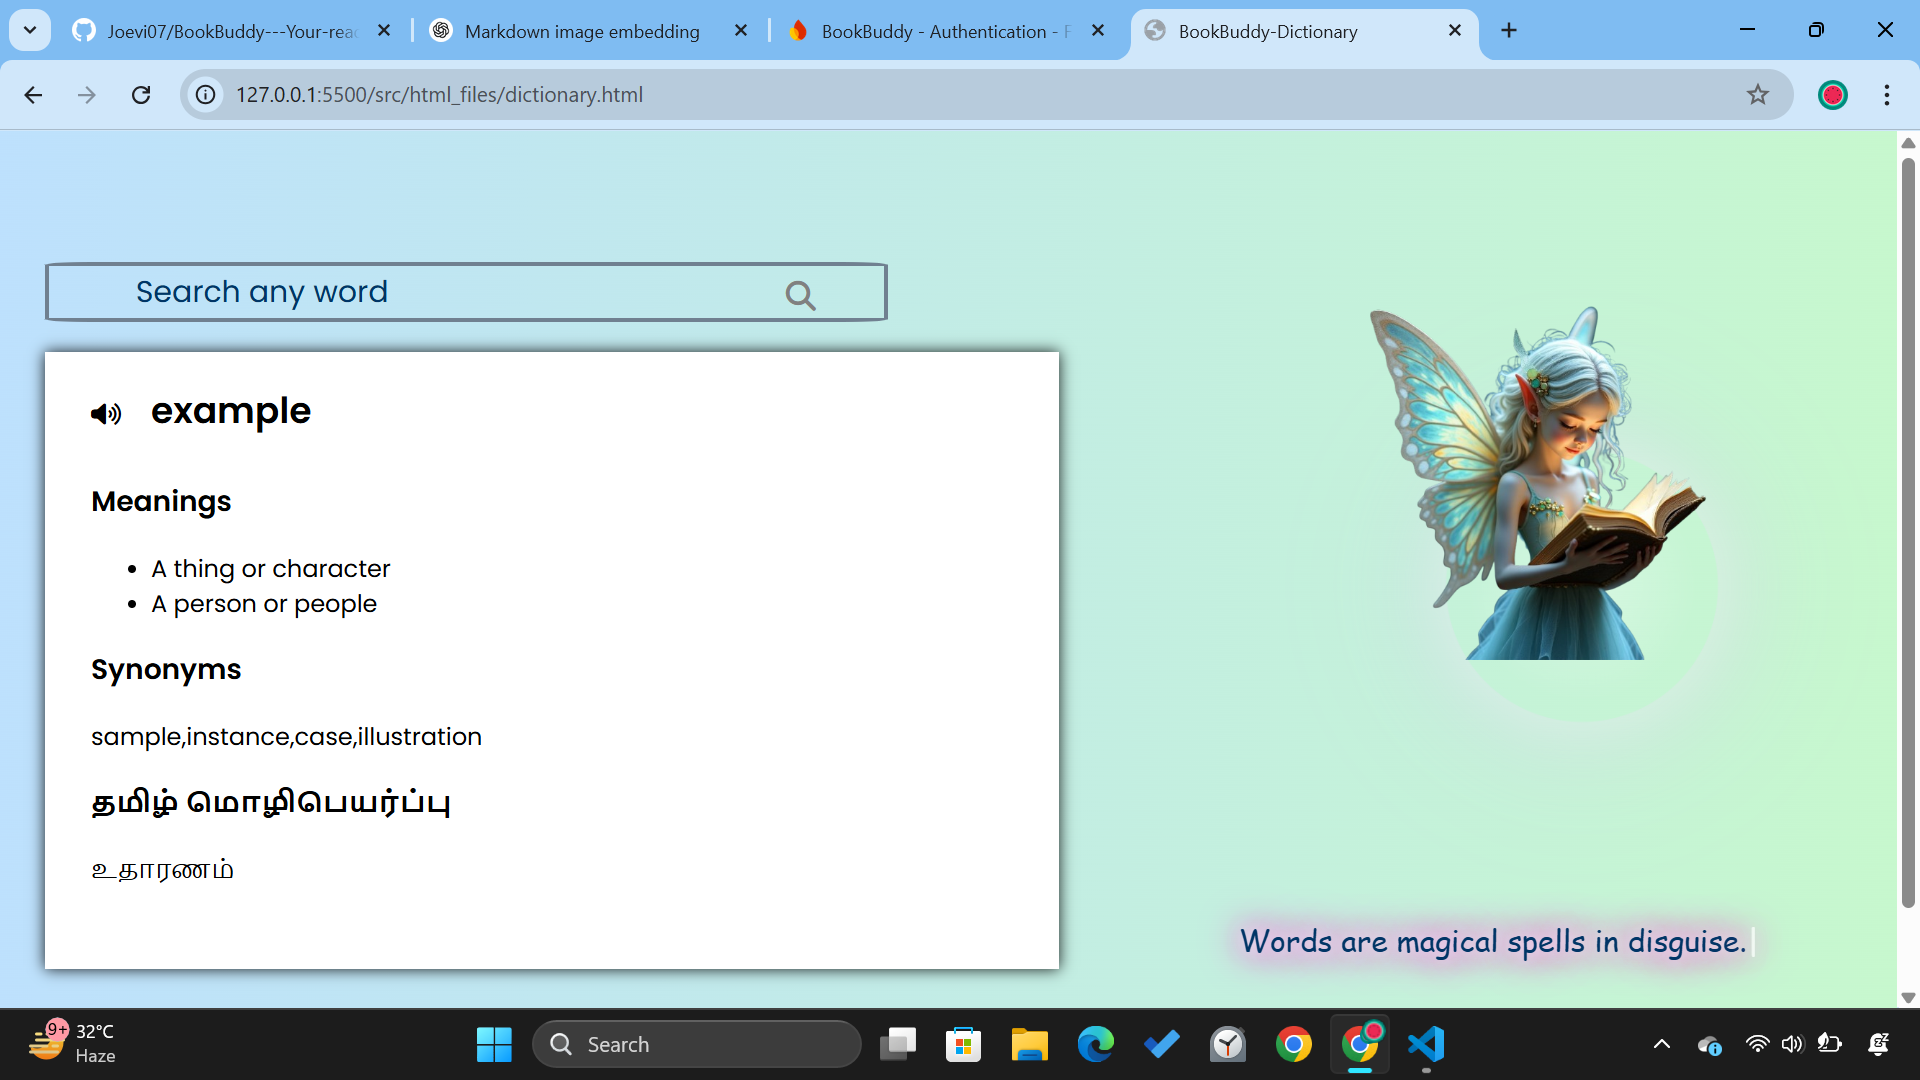 Joevi07/BookBuddy---Your-rea
Markdown image embedding
BookBuddy - Authentication - F
BookBuddy-Dictionary
127.0.0.1:5500/src/html_files/dictionary.html
Search any word
example
Meanings
• A thing or character
• A person or people
Synonyms
sample,instance,case,illustration
தமிழ் மொழிபெயர்ப்பு
உதாரணம்
Words are magical spells in disguise.
9+
32°C
Haze
Search